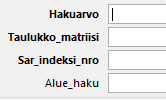 Hakuarvo
Taulukko_matriisi
Sar_indeksi_nro
Alue_haku